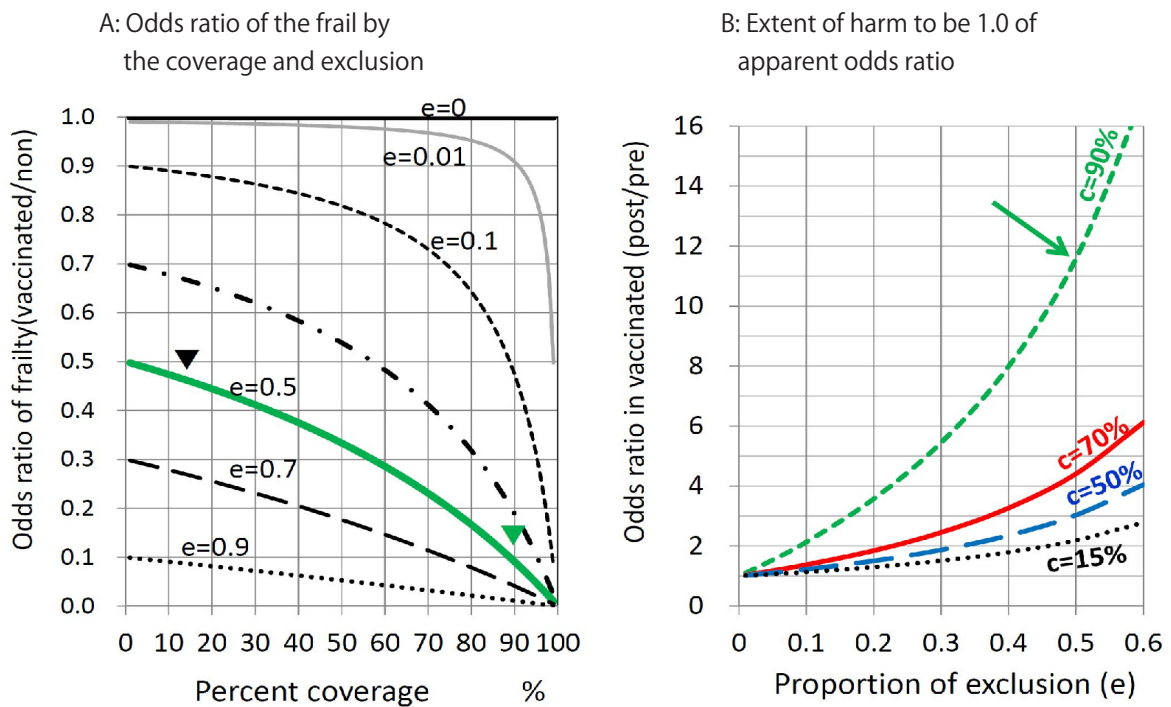 A: Odds ratio of the frail by
the coverage and exclusion
Odds ratio of frailty(vaccinated/non)
1.0
0.9
0.8
0.7
0.6
0.5
0.4
0.3
0.2
0.1
0.0
e=0
e=0.01
e=0.1
e=0.5
e=0.7
e=0.9
0 10 20 30 40 50 60 70 80 90 100
Percent coverage %
B: Extent of harm to be 1.0 of
apparent odds ratio
Odds ratio in vaccinated (post/pre)
16
14
12
10
8
6
4
2
0
c=90%
c=70%
c=50%
c=15%
0 0.1 0.2 0.3 0.4 0.5 0.6
Proportion of exclusion (e)